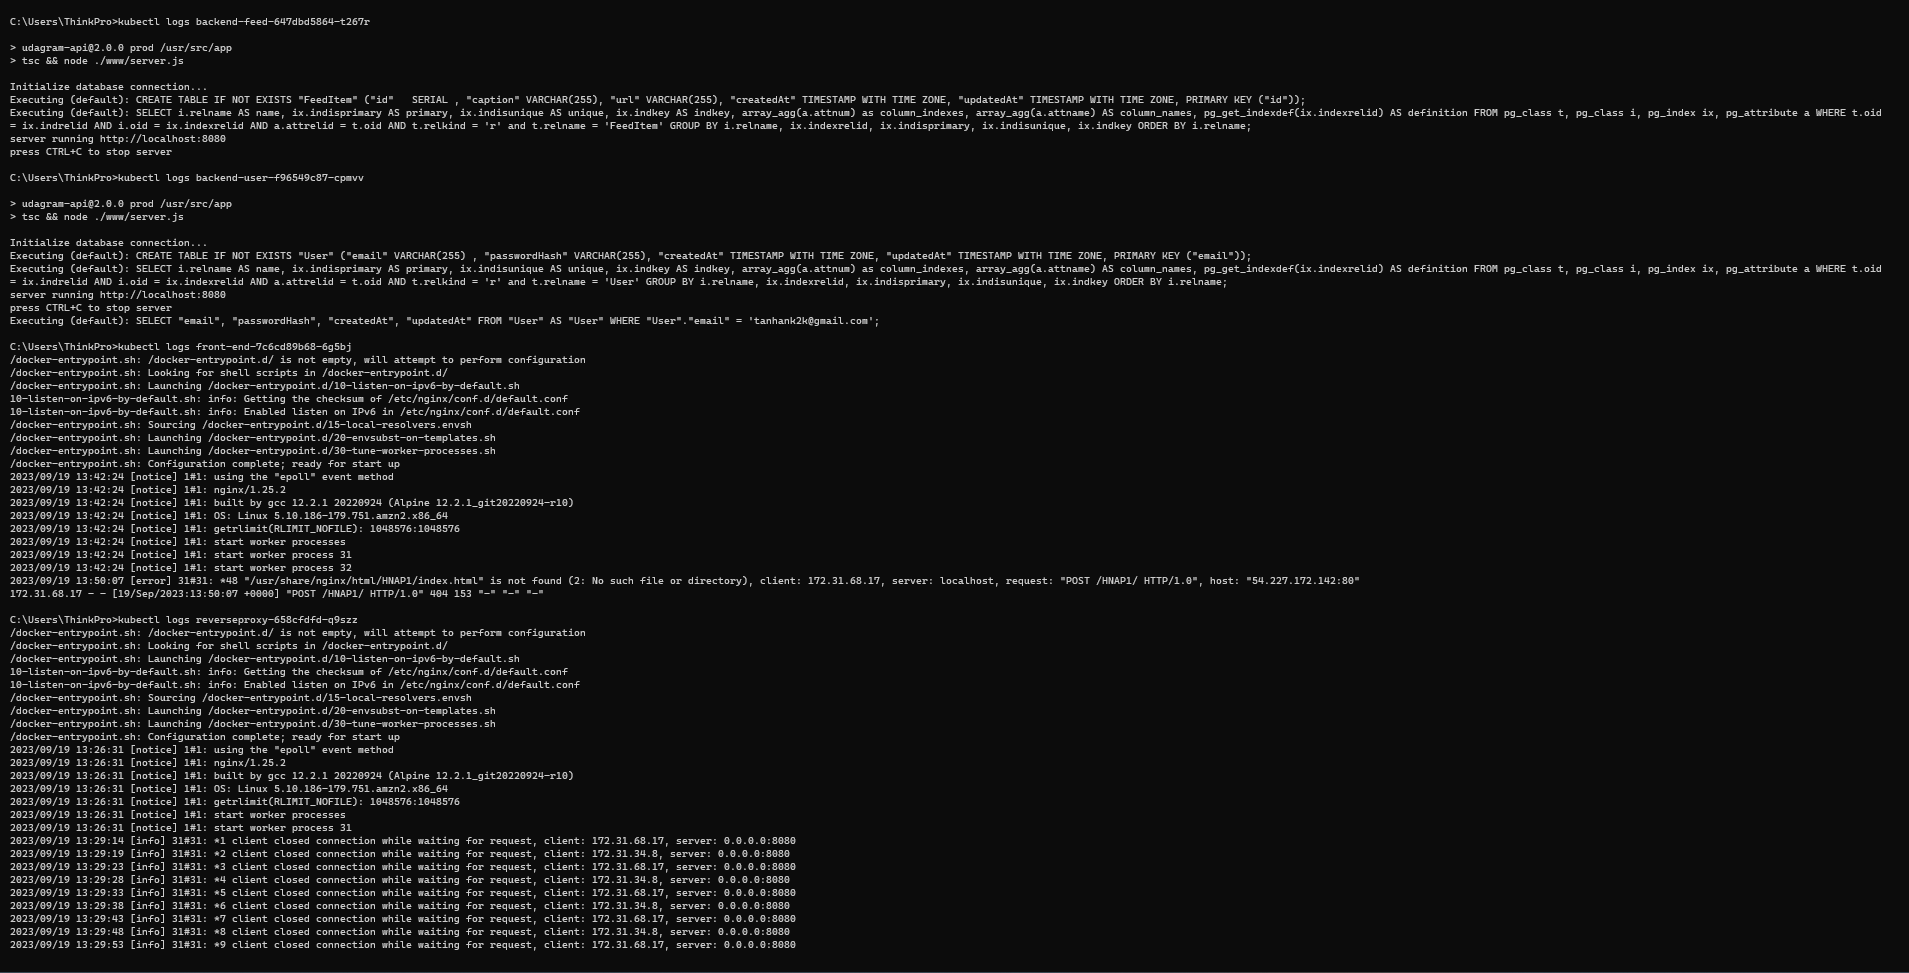 C:\Users\ThinkPro>kubectl logs backend-feed-647dbd5864-t267r
> udagram-api@2.0.0 prod /usr/src/app
> tsc && node ./www/server.js
Initialize database connection...
Executing (default): CREATE TABLE IF NOT EXISTS "FeedItem" ("id"   SERIAL , "caption" VARCHAR(255), "url" VARCHAR(255), "createdAt" TIMESTAMP WITH TIME ZONE, "updatedAt" TIMESTAMP WITH TIME ZONE, PRIMARY KEY ("id"));
Executing (default): SELECT i.relname AS name, ix.indisprimary AS primary, ix.indisunique AS unique, ix.indkey AS indkey, array_agg(a.attnum) as column_indexes, array_agg(a.attname) AS column_names, pg_get_indexdef(ix.indexrelid) AS definition FROM pg_class t, pg_class i, pg_index ix, pg_attribute a WHERE t.oid
= ix.indrelid AND i.oid = ix.indexrelid AND a.attrelid = t.oid AND t.relkind = 'r' and t.relname = 'FeedItem' GROUP BY i.relname, ix.indexrelid, ix.indisprimary, ix.indisunique, ix.indkey ORDER BY i.relname;
server running http://localhost:8080
press CTRL+C to stop server
C:\Users\ThinkPro>kubectl logs backend-user-f96549c87-cpmvv
> udagram-api@2.0.0 prod /usr/src/app
> tsc && node ./www/server.js
Initialize database connection...
Executing (default): CREATE TABLE IF NOT EXISTS "User" ("email" VARCHAR(255) , "passwordHash" VARCHAR(255), "createdAt" TIMESTAMP WITH TIME ZONE, "updatedAt" TIMESTAMP WITH TIME ZONE, PRIMARY KEY ("email"));
Executing (default): SELECT i.relname AS name, ix.indisprimary AS primary, ix.indisunique AS unique, ix.indkey AS indkey, array_agg(a.attnum) as column_indexes, array_agg(a.attname) AS column_names, pg_get_indexdef(ix.indexrelid) AS definition FROM pg_class t, pg_class i, pg_index ix, pg_attribute a WHERE t.oid
= ix.indrelid AND i.oid = ix.indexrelid AND a.attrelid = t.oid AND t.relkind = 'r' and t.relname = 'User' GROUP BY i.relname, ix.indexrelid, ix.indisprimary, ix.indisunique, ix.indkey ORDER BY i.relname;
server running http://localhost:8080
press CTRL+C to stop server
Executing (default): SELECT "email", "passwordHash", "createdAt", "updatedAt" FROM "User" AS "User" WHERE "User"."email" = 'tanhank2k@gmail.com';
C:\Users\ThinkPro>kubectl logs front-end-7c6cd89b68-6g5bj
/docker-entrypoint.sh: /docker-entrypoint.d/ is not empty, will attempt to perform configuration
/docker-entrypoint.sh: Looking for shell scripts in /docker-entrypoint.d/
/docker-entrypoint.sh: Launching /docker-entrypoint.d/10-listen-on-ipv6-by-default.sh
10-listen-on-ipv6-by-default.sh: info: Getting the checksum of /etc/nginx/conf.d/default.conf
10-listen-on-ipv6-by-default.sh: info: Enabled listen on IPv6 in /etc/nginx/conf.d/default.conf
/docker-entrypoint.sh: Sourcing /docker-entrypoint.d/15-local-resolvers.envsh
/docker-entrypoint.sh: Launching /docker-entrypoint.d/20-envsubst-on-templates.sh
/docker-entrypoint.sh: Launching /docker-entrypoint.d/30-tune-worker-processes.sh
/docker-entrypoint.sh: Configuration complete; ready for start up
2023/09/19 13:42:24 [notice] 1#1: using the "epoll" event method
2023/09/19 13:42:24 [notice] 1#1: nginx/1.25.2
2023/09/19 13:42:24 [notice] 1#1: built by gcc 12.2.1 20220924 (Alpine 12.2.1_git20220924-r10)
2023/09/19 13:42:24 [notice] 1#1: OS: Linux 5.10.186-179.751.amzn2.x86_64
2023/09/19 13:42:24 [notice] 1#1: getrlimit(RLIMIT_NOFILE): 1048576:1048576
2023/09/19 13:42:24 [notice] 1#1: start worker processes
2023/09/19 13:42:24 [notice] 1#1: start worker process 31
2023/09/19 13:42:24 [notice] 1#1: start worker process 32
2023/09/19 13:50:07 [error] 31#31: *48 "/usr/share/nginx/html/HNAP1/index.html" is not found (2: No such file or directory), client: 172.31.68.17, server: localhost, request: "POST /HNAP1/ HTTP/1.0", host: "54.227.172.142:80"
172.31.68.17 - - [19/Sep/2023:13:50:07 +0000] "POST /HNAP1/ HTTP/1.0" 404 153 "-" "-" "-"
C:\Users\ThinkPro>kubectl logs reverseproxy-658cfdfd-q9szz
/docker-entrypoint.sh: /docker-entrypoint.d/ is not empty, will attempt to perform configuration
/docker-entrypoint.sh: Looking for shell scripts in /docker-entrypoint.d/
/docker-entrypoint.sh: Launching /docker-entrypoint.d/10-listen-on-ipv6-by-default.sh
10-listen-on-ipv6-by-default.sh: info: Getting the checksum of /etc/nginx/conf.d/default.conf
10-listen-on-ipv6-by-default.sh: info: Enabled listen on IPv6 in /etc/nginx/conf.d/default.conf
/docker-entrypoint.sh: Sourcing /docker-entrypoint.d/15-local-resolvers.envsh
/docker-entrypoint.sh: Launching /docker-entrypoint.d/20-envsubst-on-templates.sh
/docker-entrypoint.sh: Launching /docker-entrypoint.d/30-tune-worker-processes.sh
/docker-entrypoint.sh: Configuration complete; ready for start up
2023/09/19 13:26:31 [notice] 1#1: using the "epoll" event method
2023/09/19 13:26:31 [notice] 1#1: nginx/1.25.2
2023/09/19 13:26:31 [notice] 1#1: built by gcc 12.2.1 20220924 (Alpine 12.2.1_git20220924-r10)
2023/09/19 13:26:31 [notice] 1#1: OS: Linux 5.10.186-179.751.amzn2.x86_64
2023/09/19 13:26:31 [notice] 1#1: getrlimit(RLIMIT_NOFILE): 1048576:1048576
2023/09/19 13:26:31 [notice] 1#1: start worker processes
2023/09/19 13:26:31 [notice] 1#1: start worker process 31
2023/09/19 13:29:14 [info] 31#31: *1 client closed connection while waiting for request, client: 172.31.68.17, server: 0.0.0.0:8080
2023/09/19 13:29:19 [info] 31#31: *2 client closed connection while waiting for request, client: 172.31.34.8, server: 0.0.0.0:8080
2023/09/19 13:29:23 [info] 31#31: *3 client closed connection while waiting for request, client: 172.31.68.17, server: 0.0.0.0:8080
2023/09/19 13:29:28 [info] 31#31: *4 client closed connection while waiting for request, client: 172.31.34.8, server: 0.0.0.0:8080
2023/09/19 13:29:33 [info] 31#31: *5 client closed connection while waiting for request, client: 172.31.68.17, server: 0.0.0.0:8080
2023/09/19 13:29:38 [info] 31#31: *6 client closed connection while waiting for request, client: 172.31.34.8, server: 0.0.0.0:8080
2023/09/19 13:29:43 [info] 31#31: *7 client closed connection while waiting for request, client: 172.31.68.17, server: 0.0.0.0:8080
2023/09/19 13:29:48 [info] 31#31: *8 client closed connection while waiting for request, client: 172.31.34.8, server: 0.0.0.0:8080
2023/09/19 13:29:53 [info] 31#31: *9 client closed connection while waiting for request, client: 172.31.68.17, server: 0.0.0.0:8080